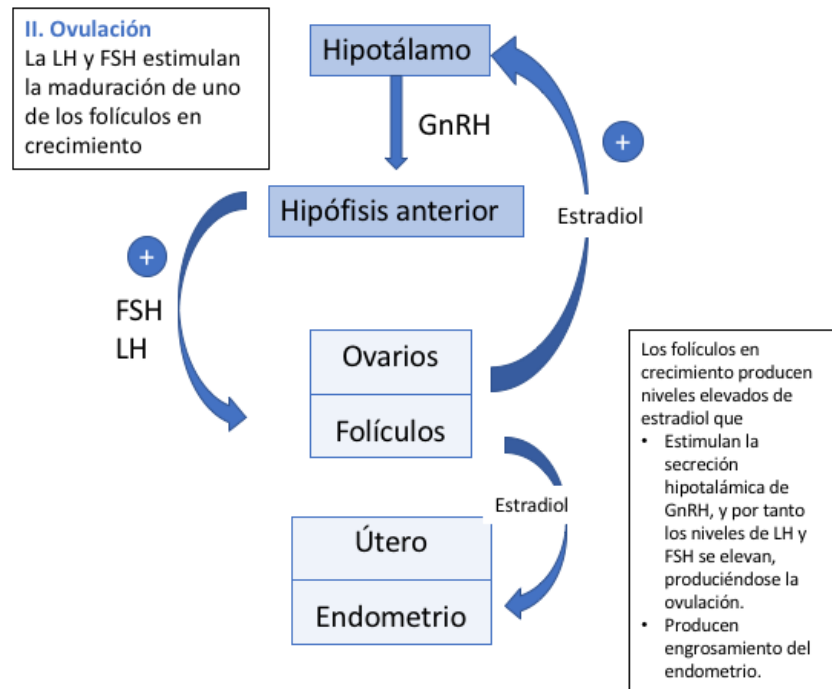 II. Ovulación
La LH y FSH estimulan
la maduración de uno
de los folículos en
crecimiento
Hipotálamo
GnRH
+
Estradiol
Hipófisis anterior
+
FSH
LH
Ovarios
Folículos
Estradiol
Útero
Endometrio
Los folículos en
crecimiento producen
niveles elevados de
estradiol que
• Estimulan la
secreción
hipotalámica de
GnRH, y por tanto
los niveles de LH y
FSH se elevan,
produciéndose la
ovulación.
• Producen
engrosamiento del
endometrio.